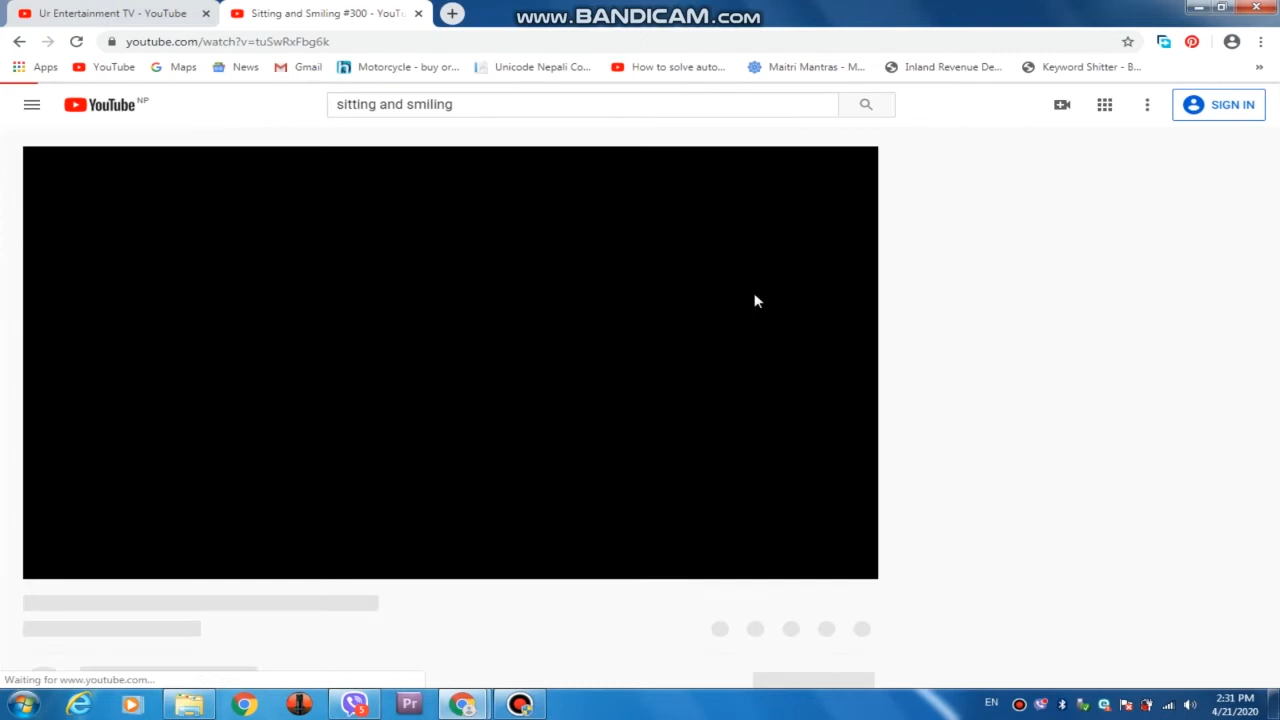 Ur Entertainment TV - YouTube
Sitting and Smiling #300 - YouTu
www.BANDICAM.com
youtube.com/watch?v=tuSwRxFbg6k
Apps
YouTube
Maps
News
Gmail
Motorcycle - buy or...
Unicode Nepali Co...
How to solve auto...
Maitri Mantras - M...
Inland Revenue De...
Keyword Shitter - B...
»
YouTube NP
sitting and smiling
SIGN IN
Waiting for www.youtube.com...
5
Pr
EN
2:31 PM
4/21/2020